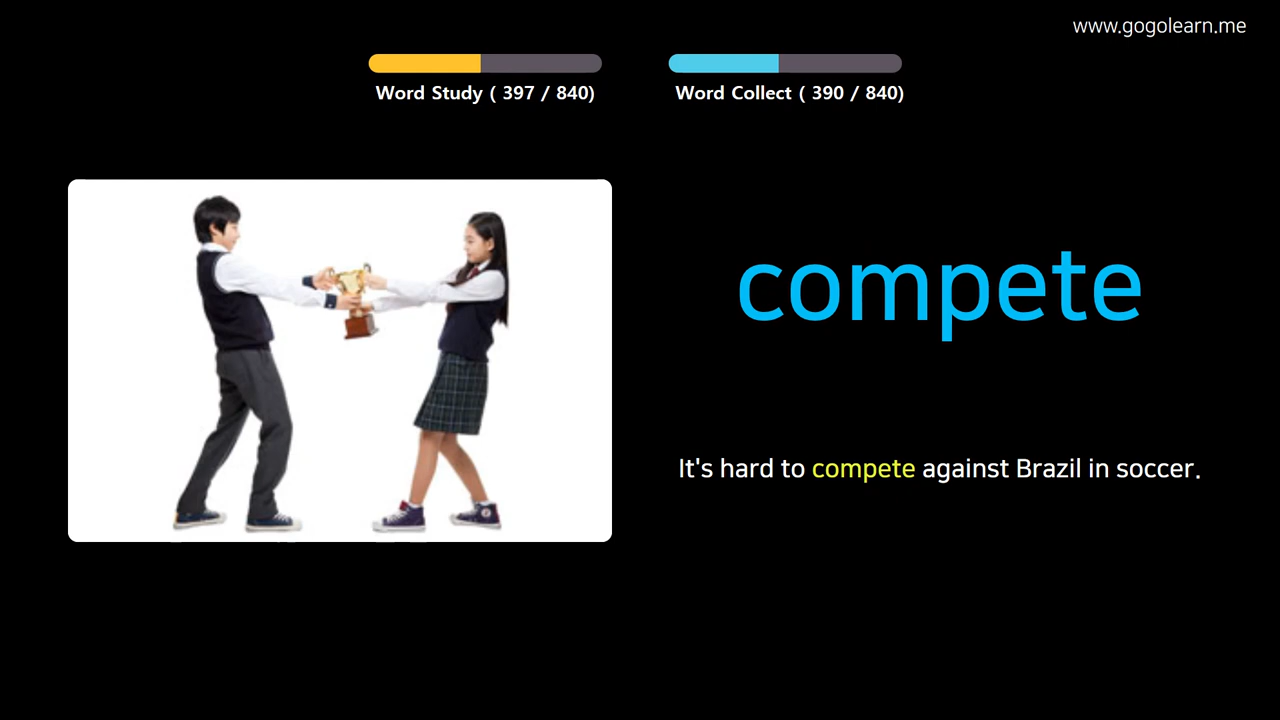 www.gogolearn.me
Word Study ( 397 / 840)
Word Collect ( 390 / 840)
compete
It's hard to compete against Brazil in soccer.